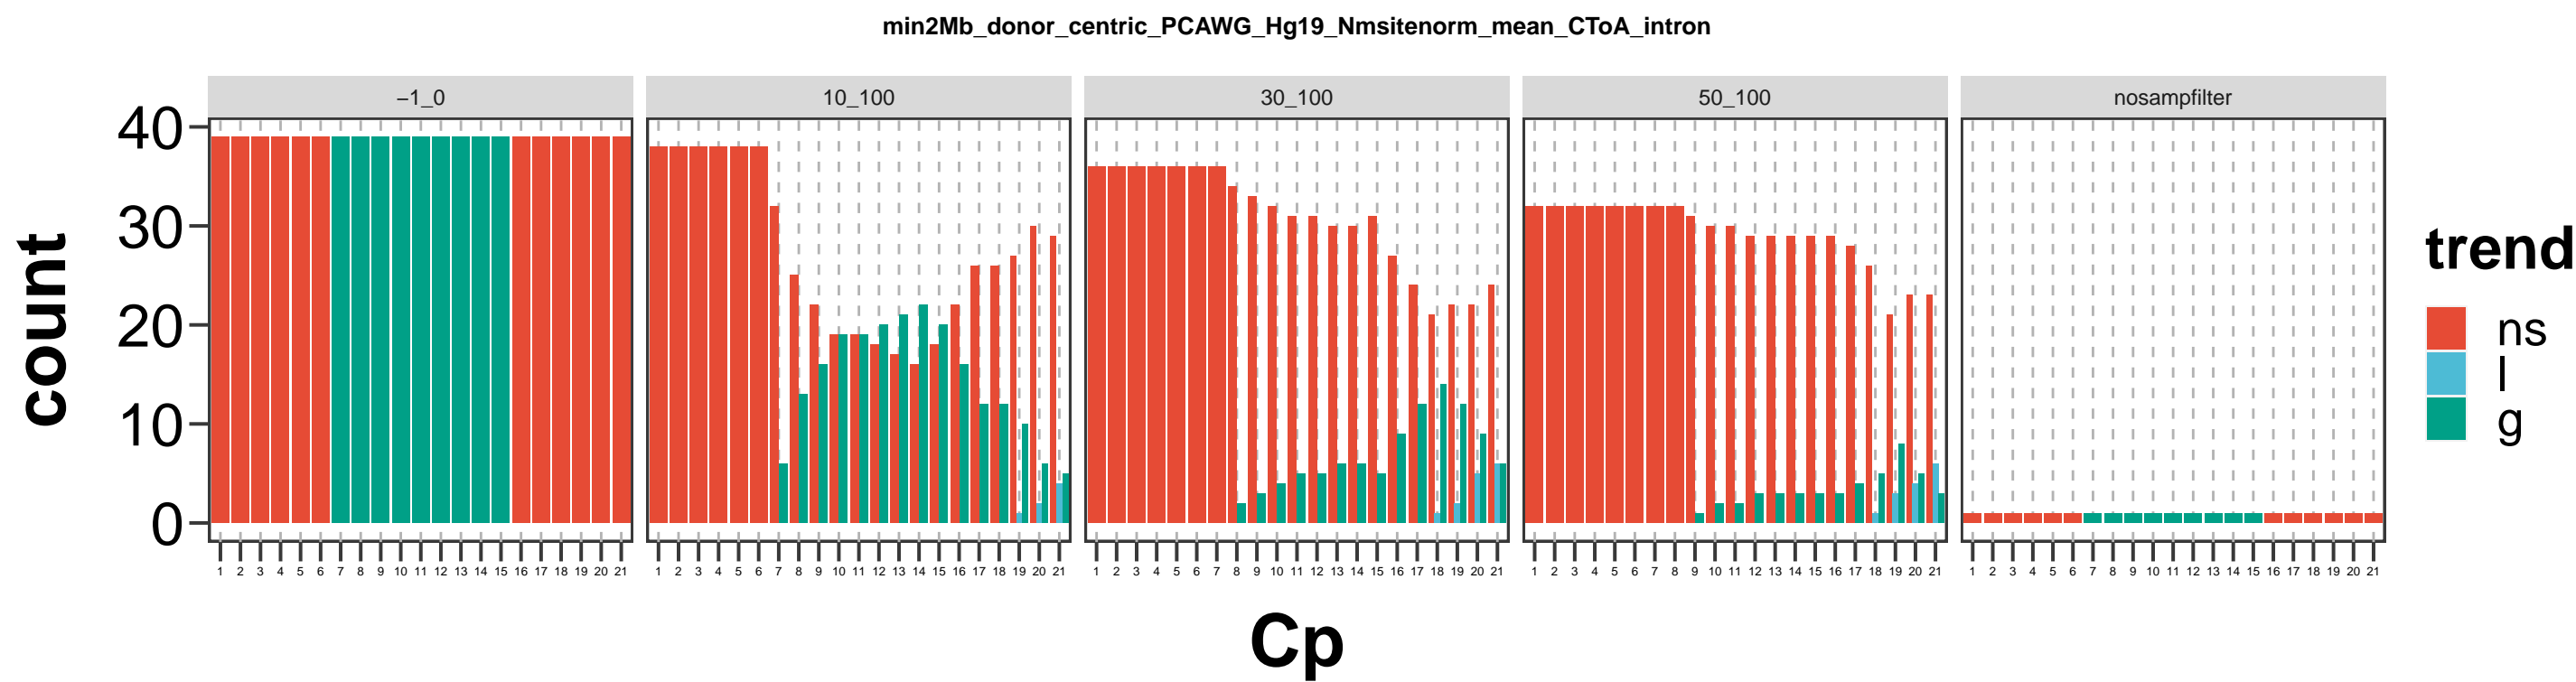 min2Mb_donor_centric_PCAWG_Hg19_Nmsitenorm_mean_CToA_intron
−1_0 10_100 30_100 50_100 nosampfilter
40
30
20
10
0
count
1 2 3 4 5 6 7 8 9 10 11 12 13 14 15 16 17 18 19 20 21
1 2 3 4 5 6 7 8 9 10 11 12 13 14 15 16 17 18 19 20 21
1 2 3 4 5 6 7 8 9 10 11 12 13 14 15 16 17 18 19 20 21
1 2 3 4 5 6 7 8 9 10 11 12 13 14 15 16 17 18 19 20 21
1 2 3 4 5 6 7 8 9 10 11 12 13 14 15 16 17 18 19 20 21
Cp
trend
ns
l
g